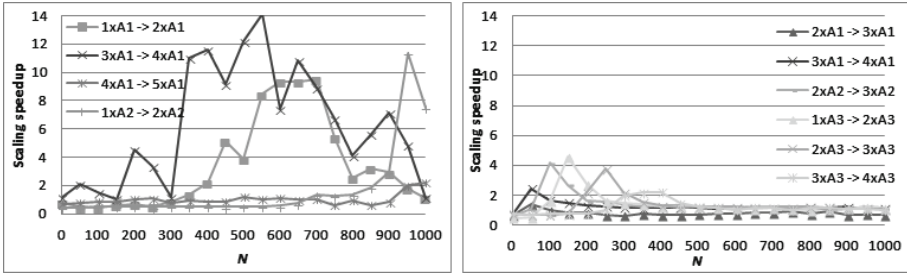 Scaling speedup
14
12
10
8
6
4
2
0
1xA1 -> 2xA1
3xA1 -> 4xA1
4xA1 -> 5xA1
1xA2 -> 2xA2
0 100 200 300 400 500 600 700 800 900 1000
N
Scaling speedup
14
12
10
8
6
4
2
0
2xA1 -> 3xA1
3xA1 -> 4xA1
2xA2 -> 3xA2
1xA3 -> 2xA3
2xA3 -> 3xA3
3xA3 -> 4xA3
0 100 200 300 400 500 600 700 800 900 1000
N